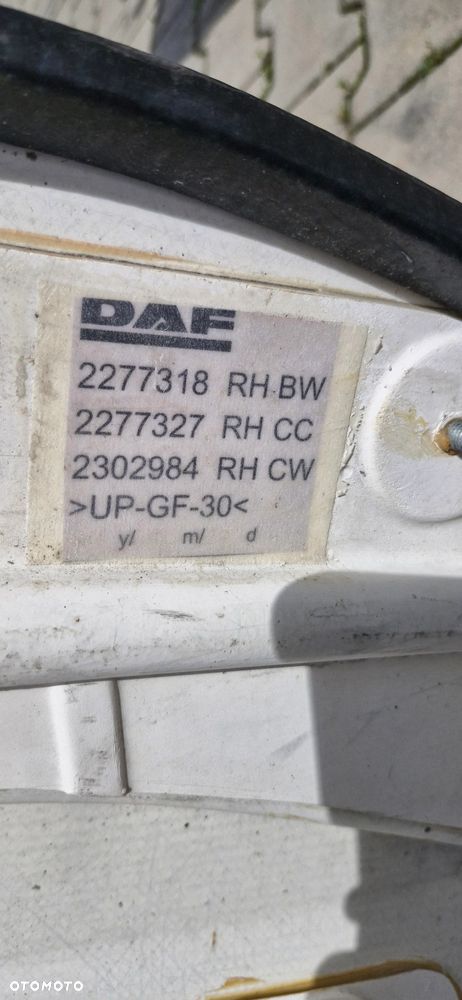 DAF
2277318 RH BW
2277327 RH CC
2302984 RH CW
>UP-GF-30<
y/ m/ d
OTOMOTO